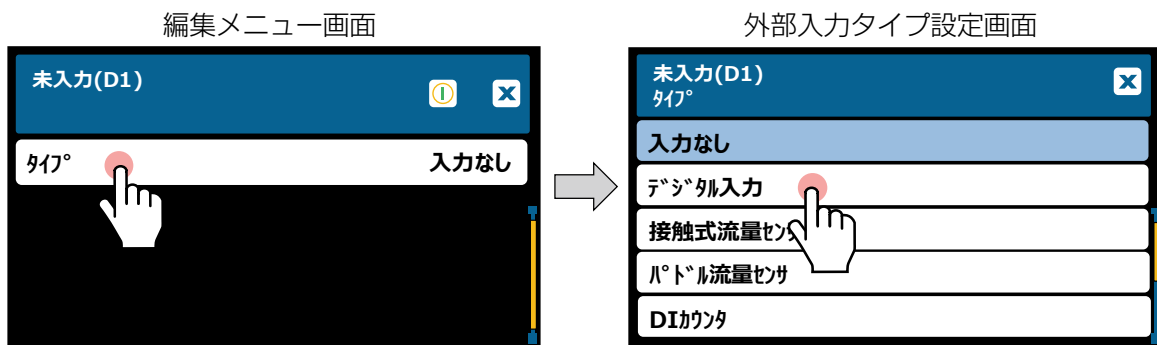 編集メニュー画面
未入力(D1)
ﾀｲﾌﾟ
入力なし
外部入力タイプ設定画面
未入力(D1)
ﾀｲﾌﾟ
入力なし
ﾃﾞｼﾞﾀﾙ入力
接触式流量ｾﾝ
ﾊﾟﾄﾞﾙ流量ｾﾝｻ
DIｶｳﾝﾀ